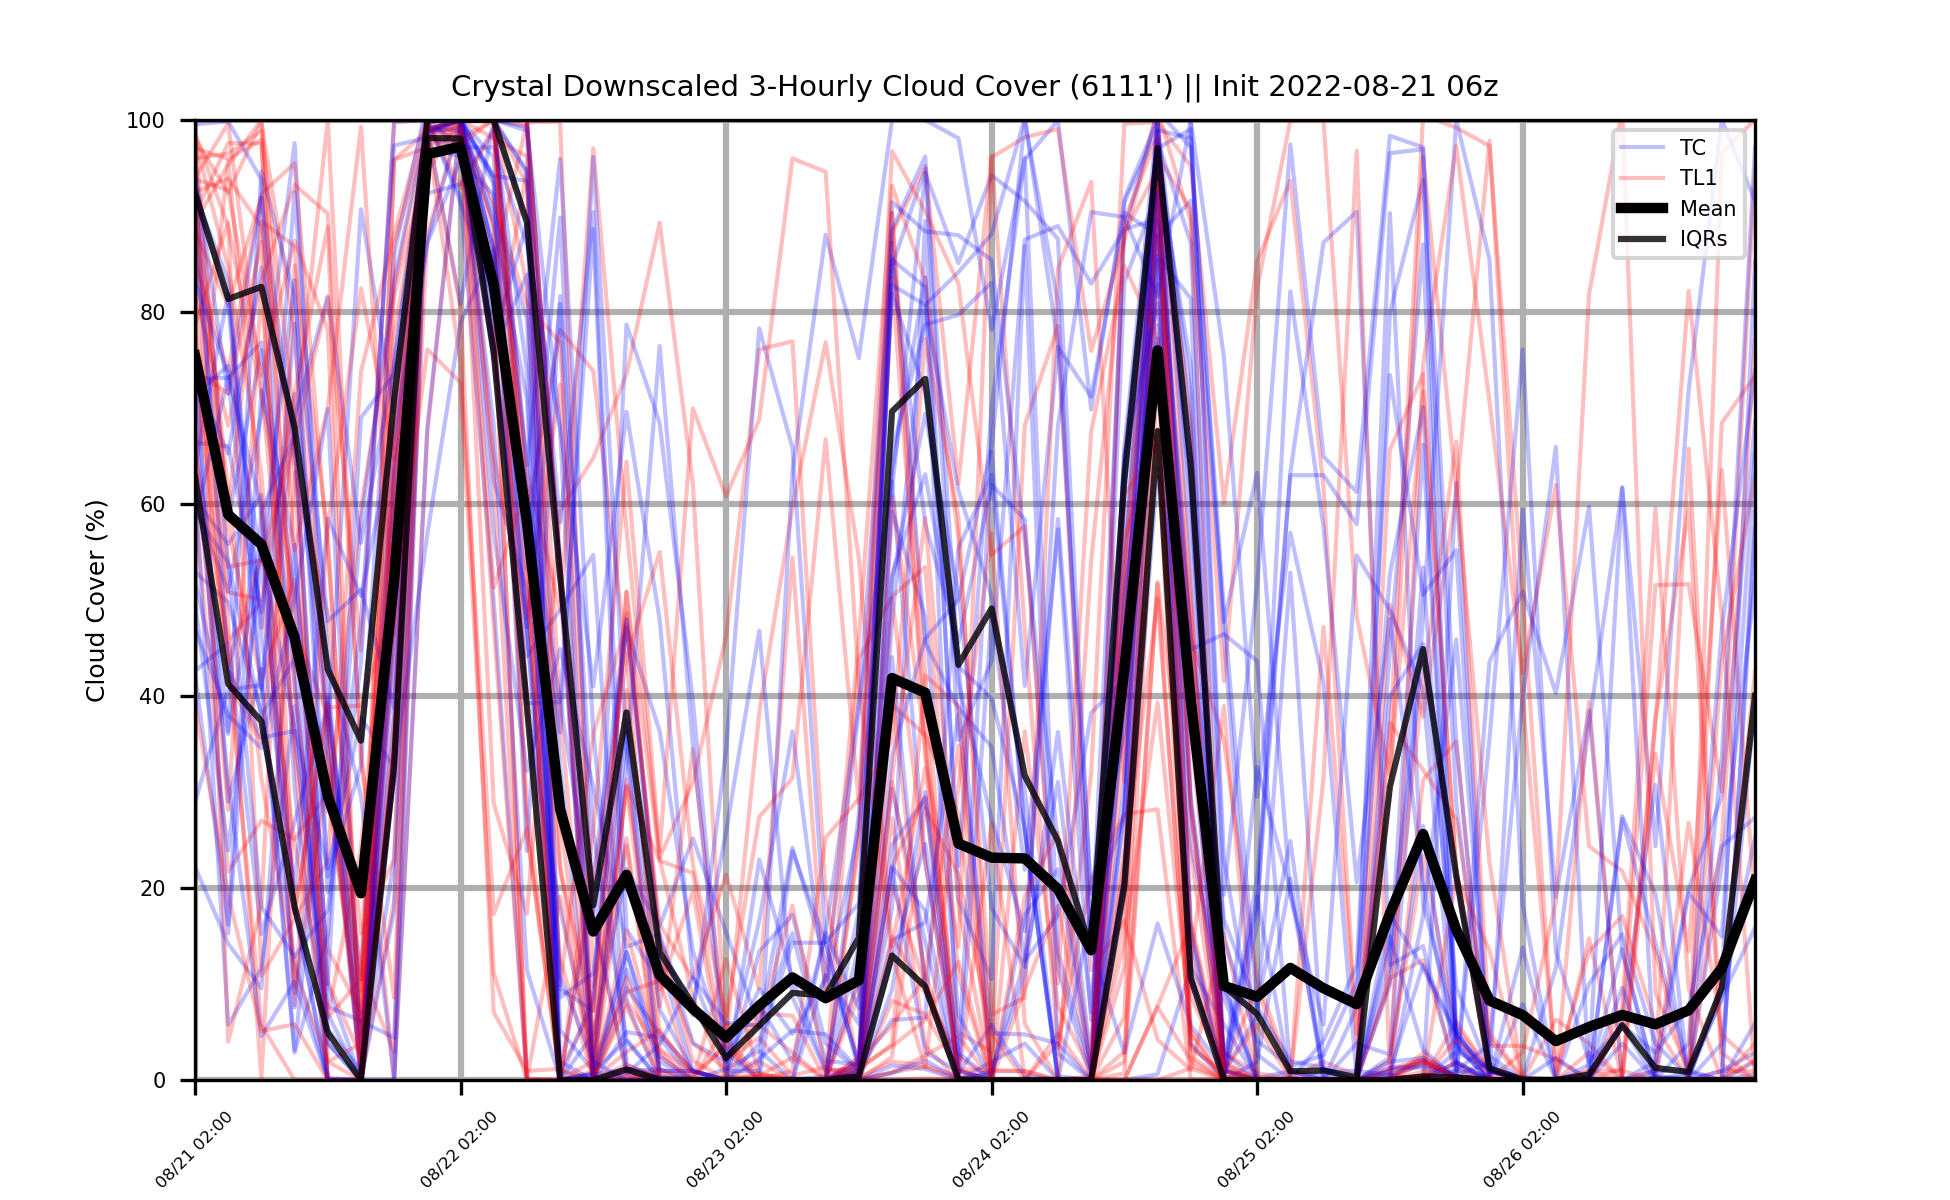 Crystal Downscaled 3-Hourly Cloud Cover (6111') || Init 2022-08-21 06z
Cloud Cover (%)
100
80
60
40
20
0
TC
TL1
Mean
IQRs
08/21 02:00
08/22 02:00
08/23 02:00
08/24 02:00
08/25 02:00
08/26 02:00